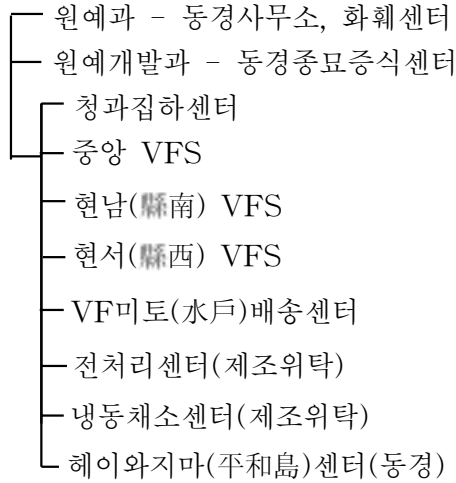 원예과 - 동경사무소, 화훼센터
원예개발과 - 동경종묘증식센터
청과집하센터
중앙 VFS
현남(縣南) VFS
현서(縣西) VFS
VF미토(水戶)배송센터
전처리센터(제조위탁)
냉동채소센터(제조위탁)
헤이와지마(平和島)센터(동경)